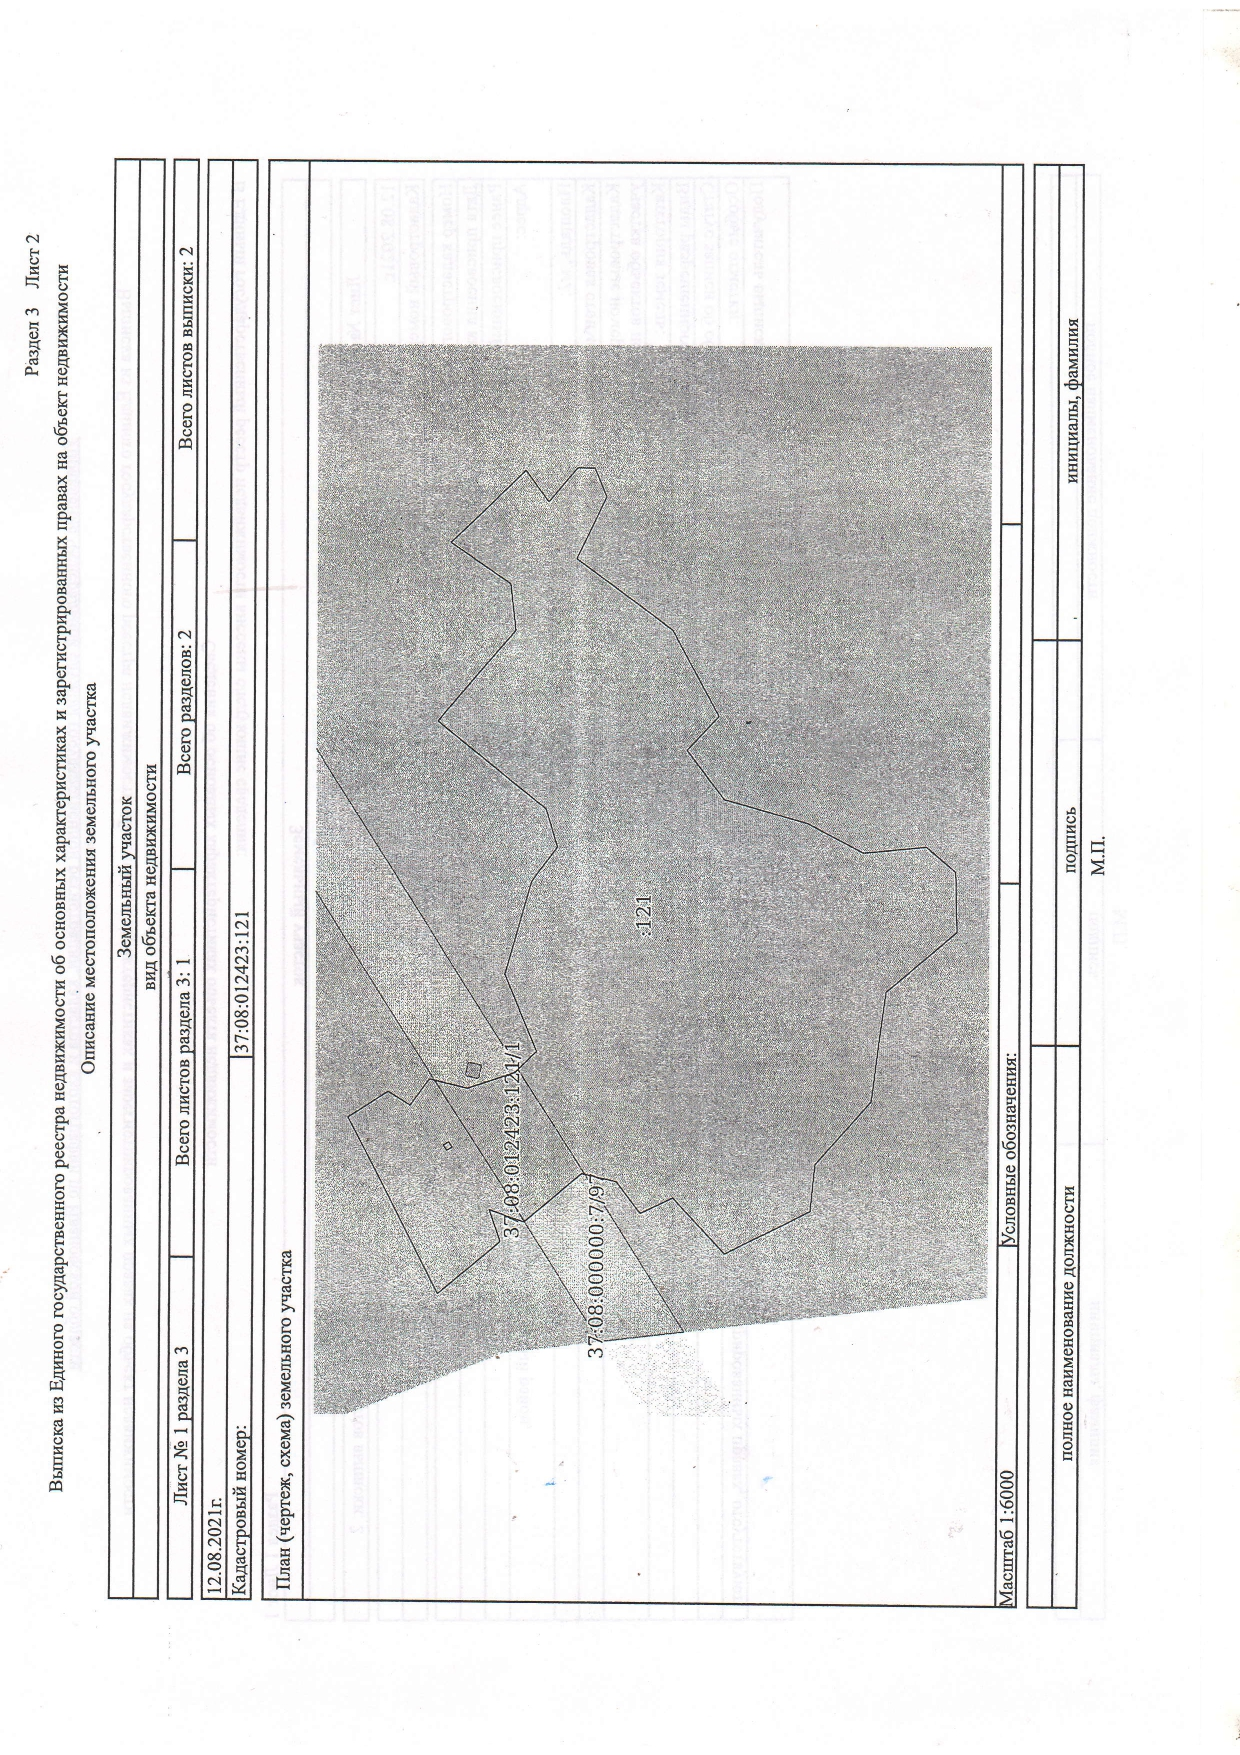 Раздел 3 Лист 2
Выписка из Единого государственного реестра недвижимости об основных характеристиках и зарегистрированных правах на объект недвижимости
Описание местоположения земельного участка
Земельный участок
вид объекта недвижимости
Лист № 1 раздела 3 Всего листов раздела 3: 1 Всего разделов: 2 Всего листов выписки: 2
12.08.2021г.
Кадастровый номер: 37:08:012423:121
План (чертеж, схема) земельного участка
37:08:012423:121/1
37:08:000000:7/97
:121
Масштаб 1:6000 Условные обозначения:
полное наименование должности подпись инициалы, фамилия
М.П.